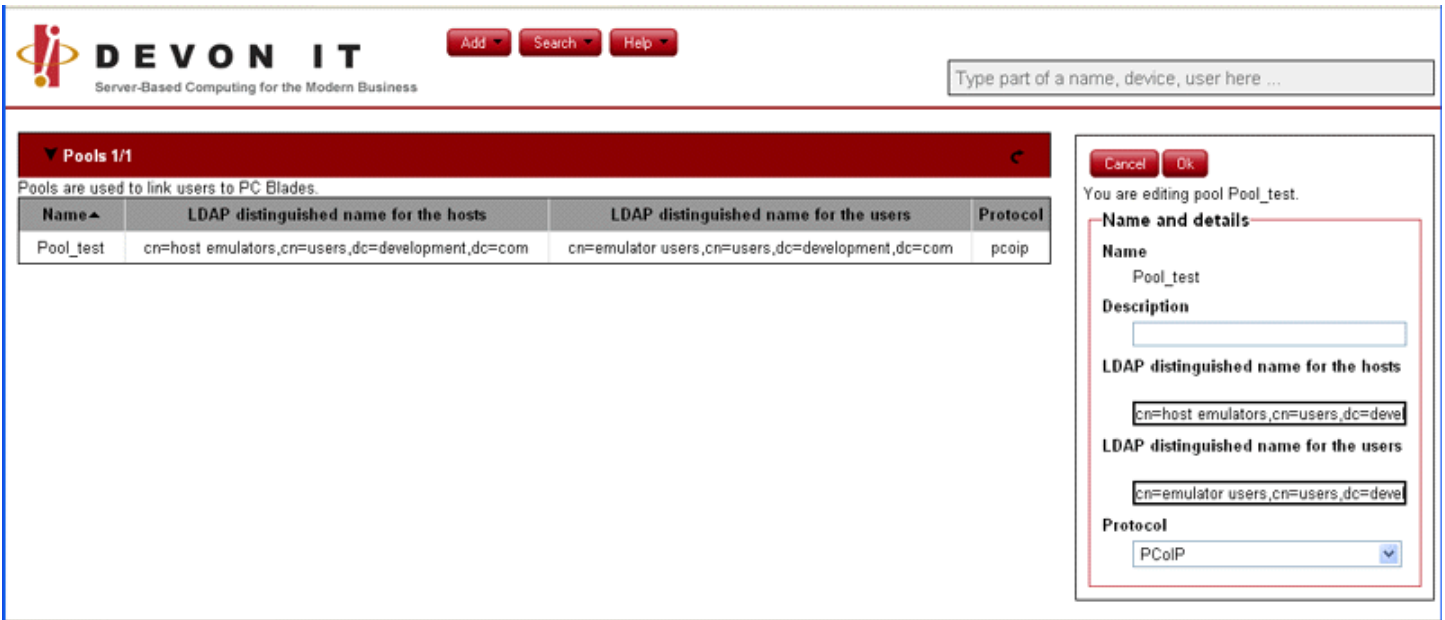 DEVON IT
Server-Based Computing for the Modern Business
Add Search Help
Type part of a name, device, user here ...
Pools 1/1
Pools are used to link users to PC Blades.
Name LDAP distinguished name for the hosts LDAP distinguished name for the users Protocol
Pool_test cn=host emulators,cn=users,dc=development,dc=com cn=emulator users,cn=users,dc=development,dc=com pcoip
Cancel Ok
You are editing pool Pool_test.
Name and details
Name
Pool_test
Description
LDAP distinguished name for the hosts
cn=host emulators,cn=users,dc=devel
LDAP distinguished name for the users
cn=emulator users,cn=users,dc=devel
Protocol
PCoIP